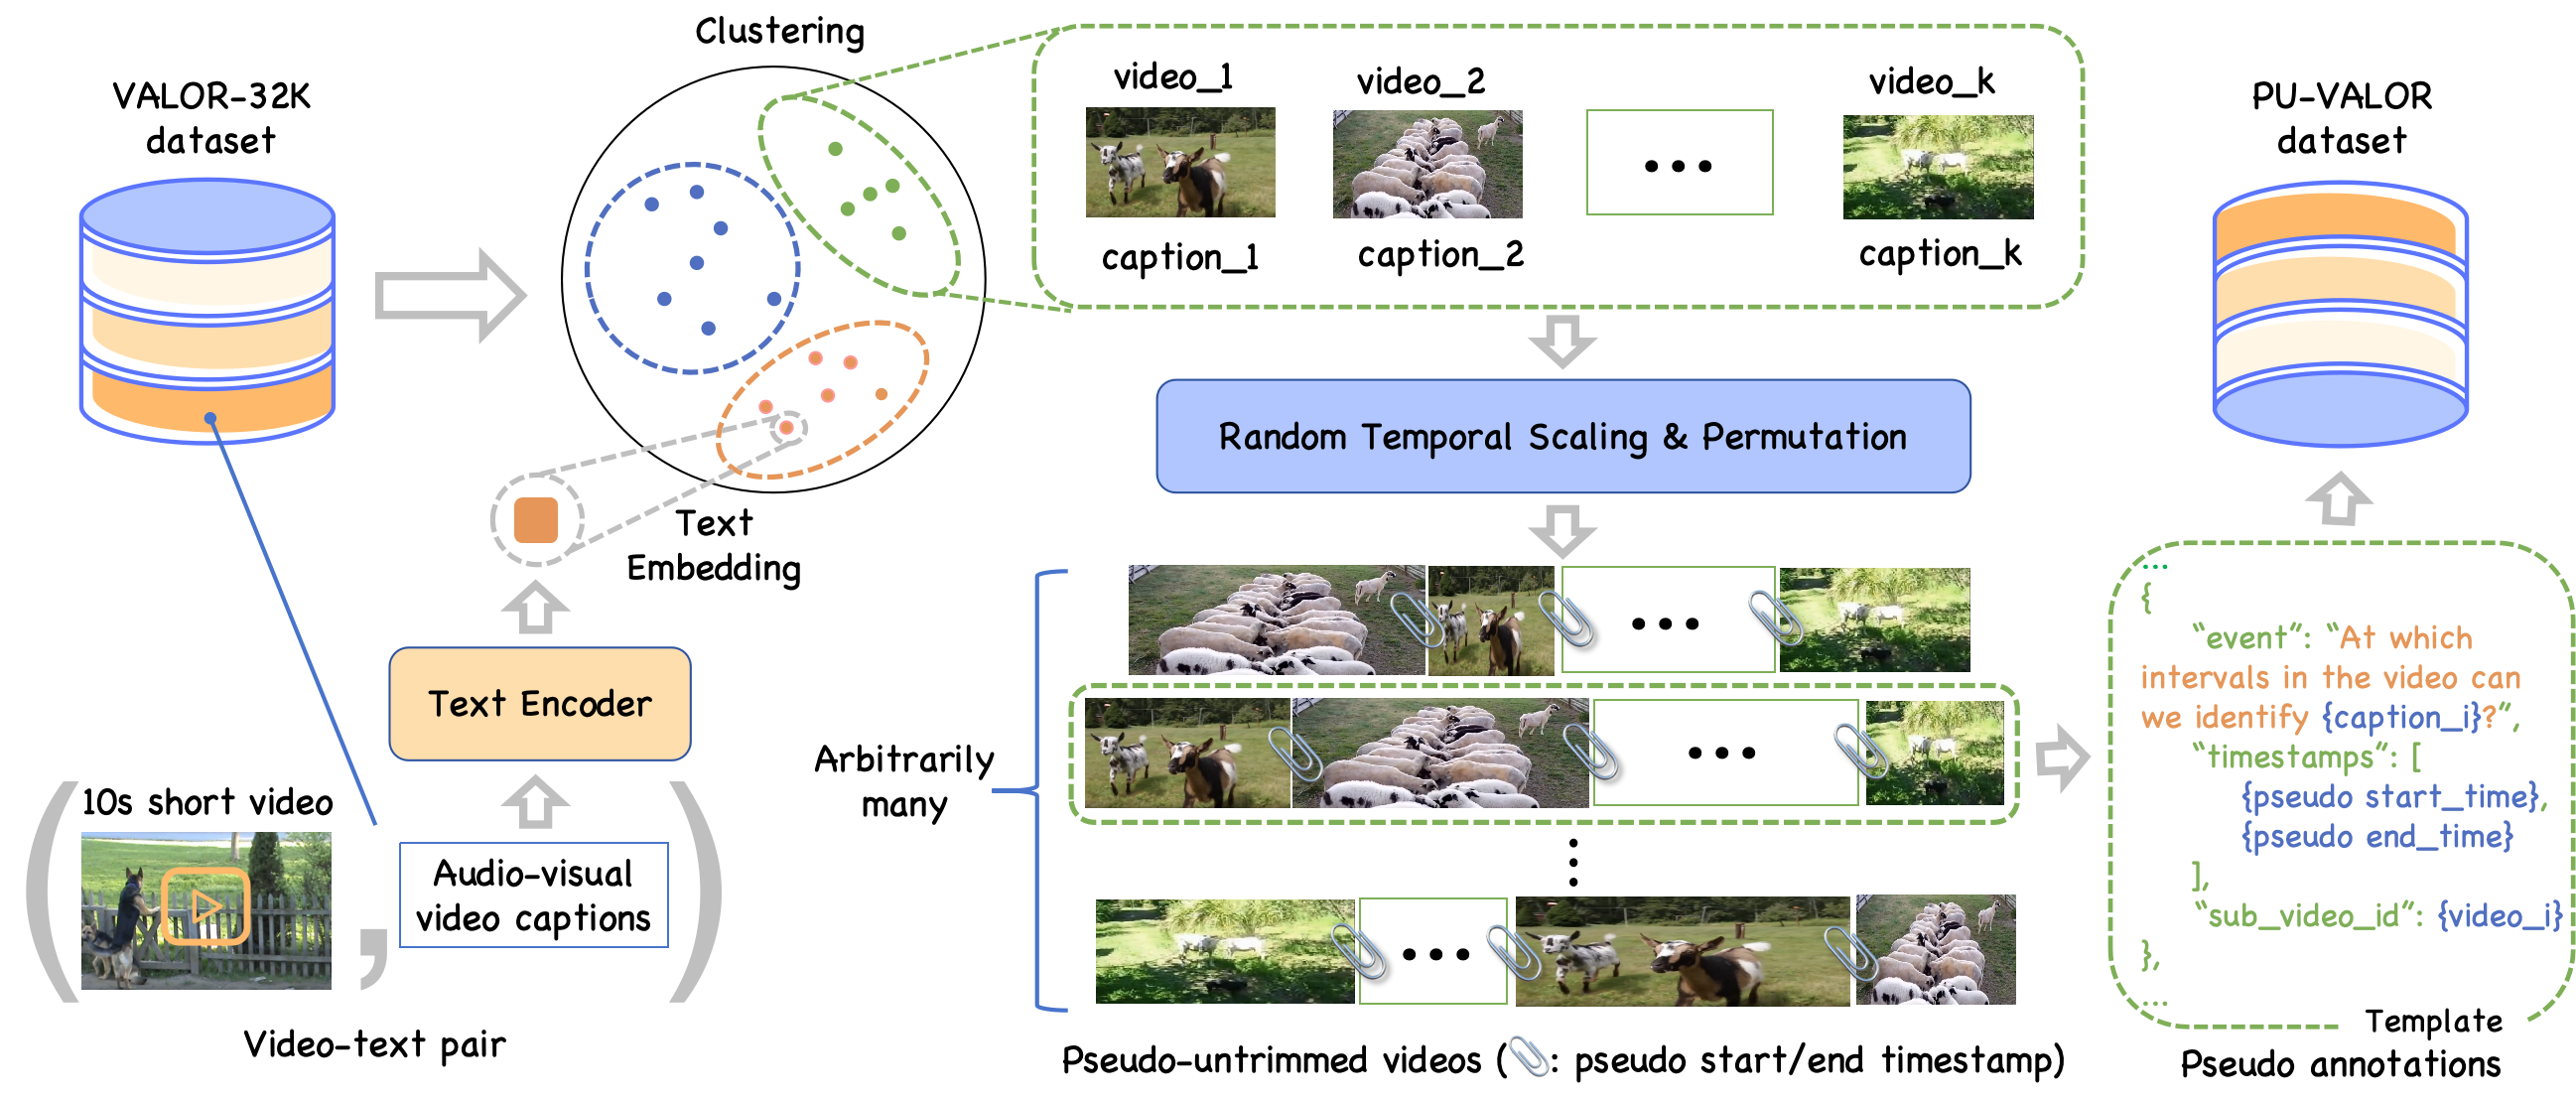 VALOR-32K
dataset
Clustering
video_1
video_2
video_k
caption_1
caption_2
caption_k
PU-VALOR
dataset
Random Temporal Scaling & Permutation
Text
Embedding
Text Encoder
10s short video
Audio-visual
video captions
,
Video-text pair
Arbitrarily
many
Pseudo-untrimmed videos (: pseudo start/end timestamp)
...
{
“event”: “At which
intervals in the video can
we identify {caption_i}?”,
“timestamps”: [
{pseudo start_time},
{pseudo end_time}
],
“sub_video_id”: {video_i}
},
...
Template
Pseudo annotations